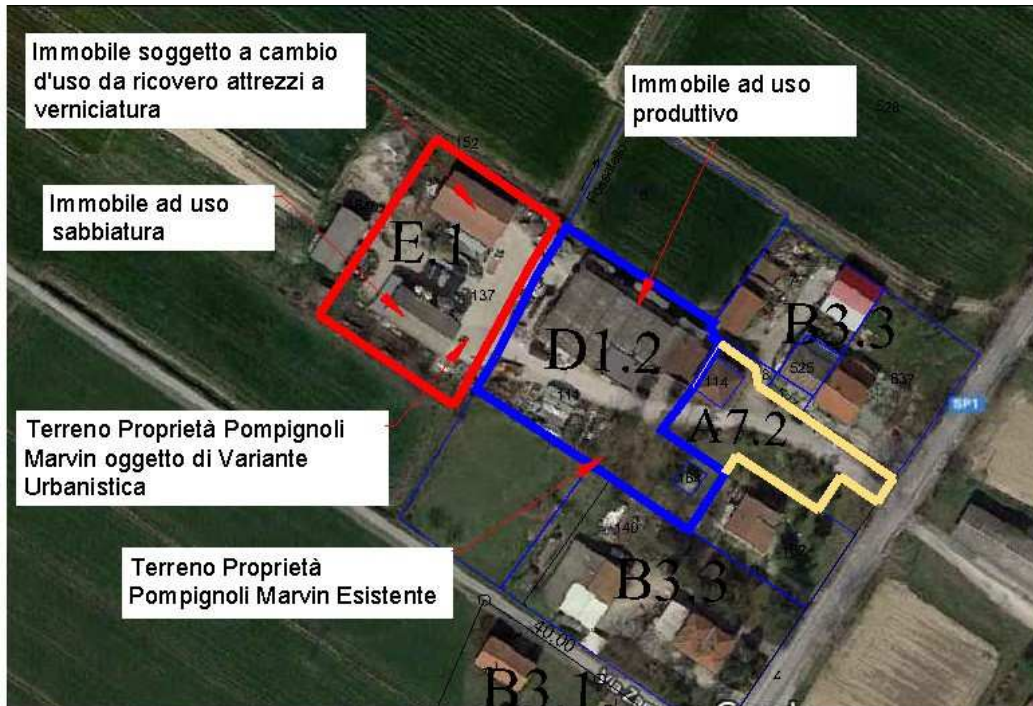 Immobile soggetto a cambio
d'uso da ricovero attrezzi a
verniciatura
Immobile ad uso
produttivo
528
152
Immobile ad uso
sabbiatura
E.1
137
B3.3
D1.2
114
525
637
SP1
A7.2
Terreno Proprietà Pompignoli
Marvin oggetto di Variante
Urbanistica
140
Terreno Proprietà
Pompignoli Marvin Esistente
B3.3
40.00
B3.1